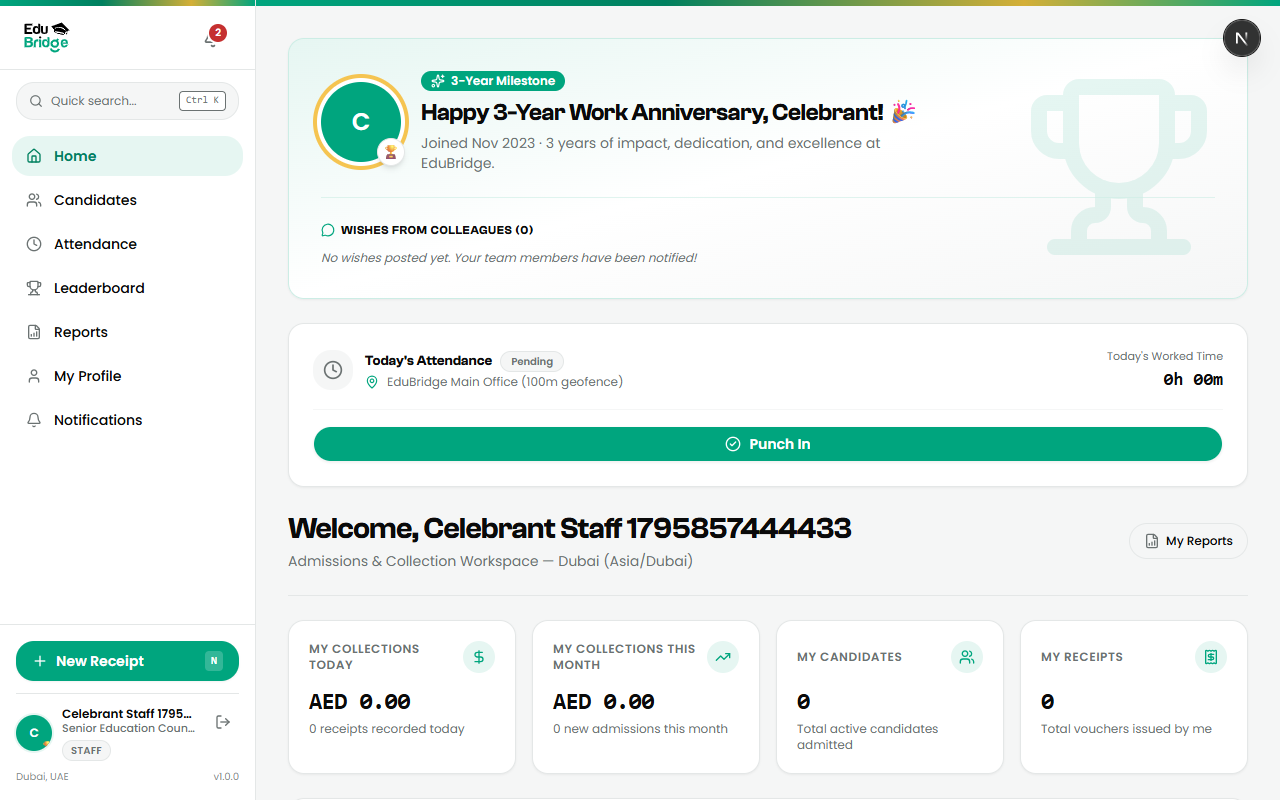 Edu
Bridge
2
Quick search...
Ctrl K
Home
Candidates
Attendance
Leaderboard
Reports
My Profile
Notifications
New Receipt
N
C
Celebrant Staff 1795...
Senior Education Coun...
STAFF
Dubai, UAE
v1.0.0
N
C
3-Year Milestone
Happy 3-Year Work Anniversary, Celebrant! 🎉
Joined Nov 2023 · 3 years of impact, dedication, and excellence at
EduBridge.
WISHES FROM COLLEAGUES (0)
No wishes posted yet. Your team members have been notified!
Today's Attendance
Pending
EduBridge Main Office (100m geofence)
Today's Worked Time
0h 00m
Punch In
Welcome, Celebrant Staff 1795857444433
Admissions & Collection Workspace — Dubai (Asia/Dubai)
My Reports
MY COLLECTIONS
TODAY
AED 0.00
0 receipts recorded today
MY COLLECTIONS THIS
MONTH
AED 0.00
0 new admissions this month
MY CANDIDATES
0
Total active candidates
admitted
MY RECEIPTS
0
Total vouchers issued by me